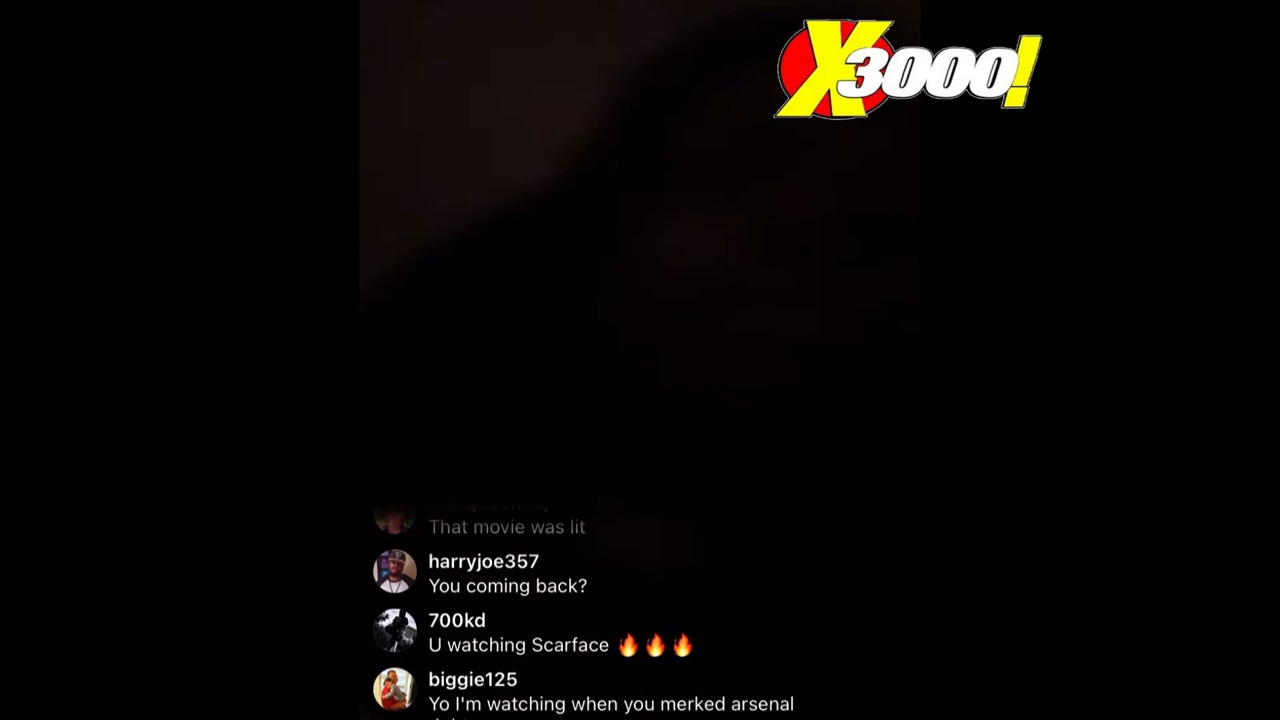 X3000!
That movie was lit
harryjoe357
You coming back?
700kd
U watching Scarface 🔥🔥🔥
biggie125
Yo I'm watching when you merked arsenal